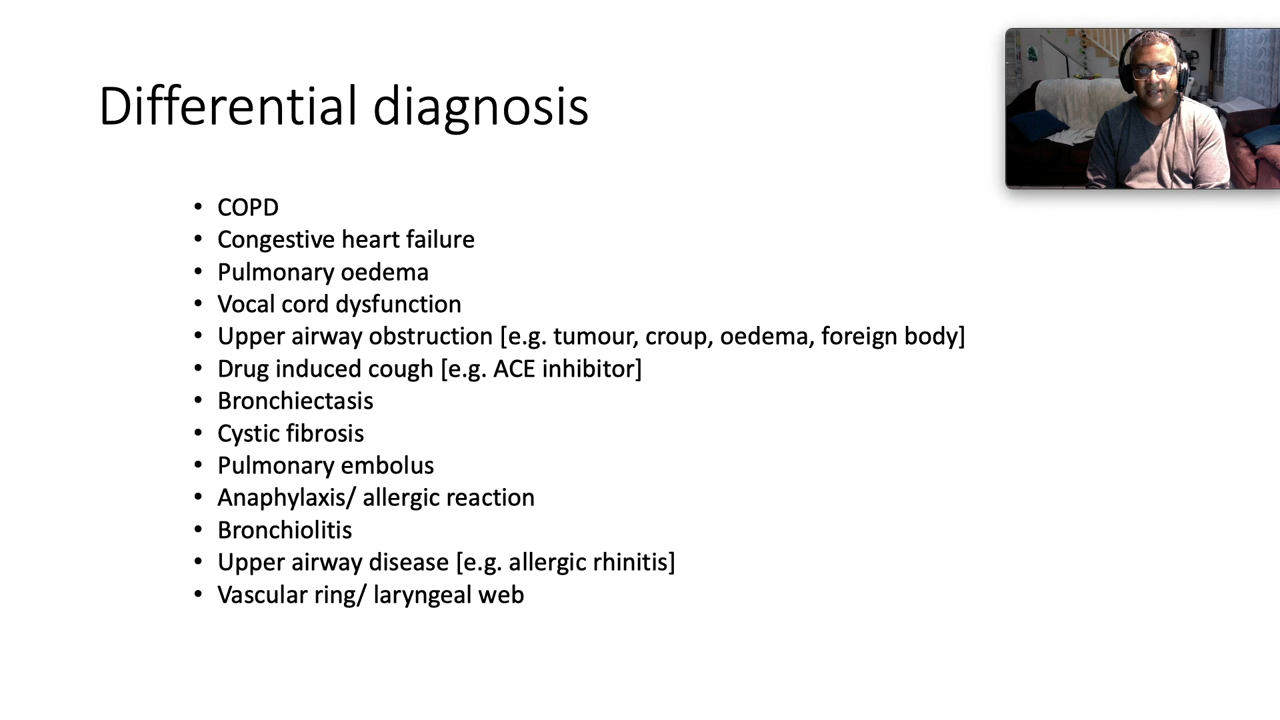 Differential diagnosis
• COPD
• Congestive heart failure
• Pulmonary oedema
• Vocal cord dysfunction
• Upper airway obstruction [e.g. tumour, croup, oedema, foreign body]
• Drug induced cough [e.g. ACE inhibitor]
• Bronchiectasis
• Cystic fibrosis
• Pulmonary embolus
• Anaphylaxis/ allergic reaction
• Bronchiolitis
• Upper airway disease [e.g. allergic rhinitis]
• Vascular ring/ laryngeal web